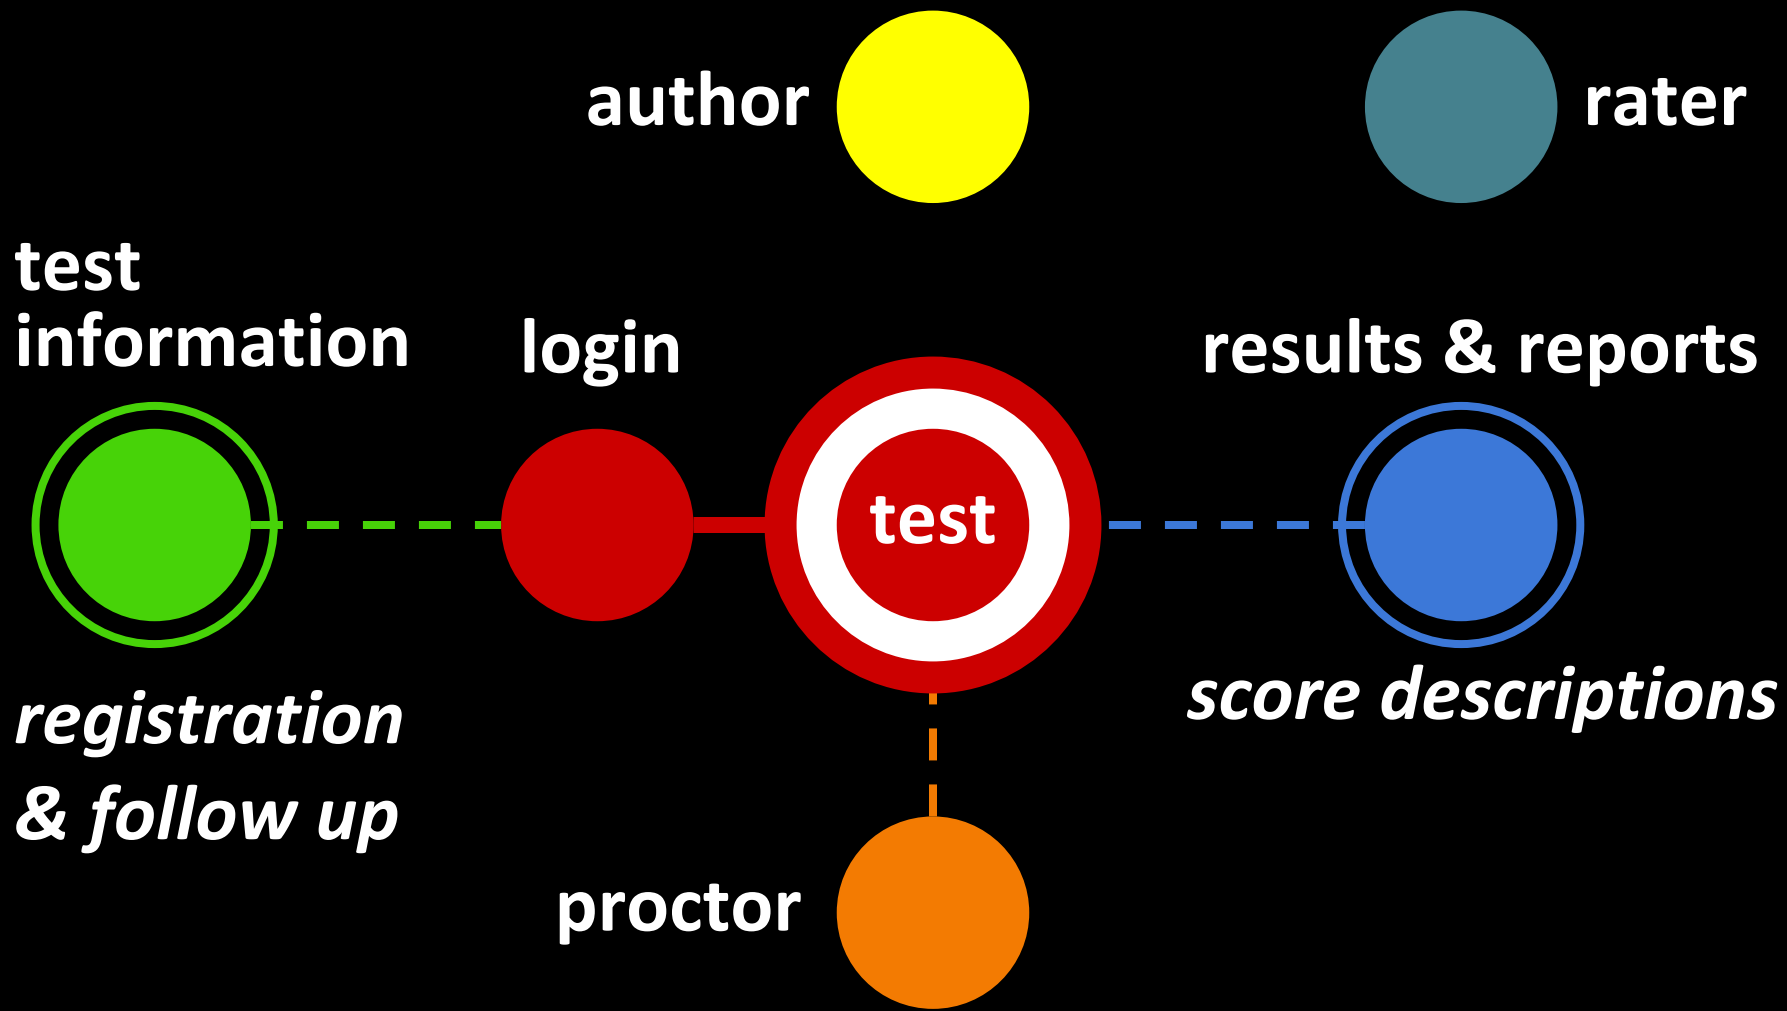 author
rater
test
information
login
results & reports
test
registration
& follow up
score descriptions
proctor